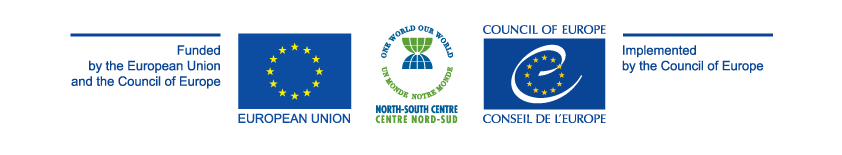 Funded
by the European Union
and the Council of Europe
EUROPEAN UNION
ONE WORLD OUR WORLD
UN MONDE NOTRE MONDE
NORTH-SOUTH CENTRE
CENTRE NORD-SUD
COUNCIL OF EUROPE
CONSEIL DE L'EUROPE
Implemented
by the Council of Europe